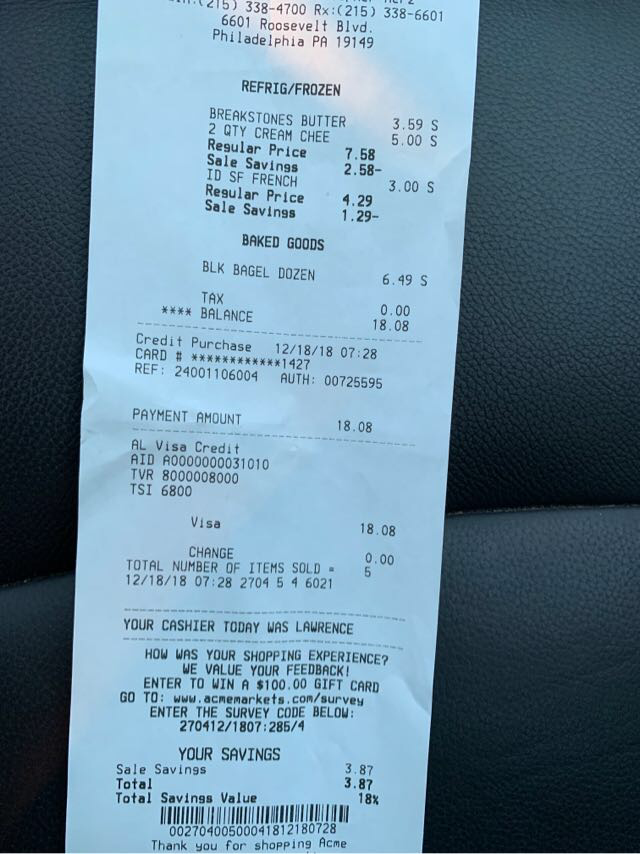 (215) 338-4700 Rx:(215) 338-6601
6601 Roosevelt Blvd.
Philadelphia PA 19149
REFRIG/FROZEN
BREAKSTONES BUTTER 3.59 S
2 QTY CREAM CHEE 5.00 S
Regular Price 7.58
Sale Savings 2.58-
ID SF FRENCH 3.00 S
Regular Price 4.29
Sale Savings 1.29-
BAKED GOODS
BLK BAGEL DOZEN 6.49 S
TAX 0.00
**** BALANCE 18.08
Credit Purchase 12/18/18 07:28
CARD # ************1427
REF: 24001106004 AUTH: 00725595
PAYMENT AMOUNT 18.08
AL Visa Credit
AID A0000000031010
TVR 8000008000
TSI 6800
Visa 18.08
CHANGE 0.00
TOTAL NUMBER OF ITEMS SOLD = 5
12/18/18 07:28 2704 5 4 6021
YOUR CASHIER TODAY WAS LAWRENCE
HOW WAS YOUR SHOPPING EXPERIENCE?
WE VALUE YOUR FEEDBACK!
ENTER TO WIN A $100.00 GIFT CARD
GO TO: www.acmemarkets.com/survey
ENTER THE SURVEY CODE BELOW:
270412/1807:285/4
YOUR SAVINGS
Sale Savings 3.87
Total 3.87
Total Savings Value 18%
00270400500041812180728
Thank you for shopping Acme